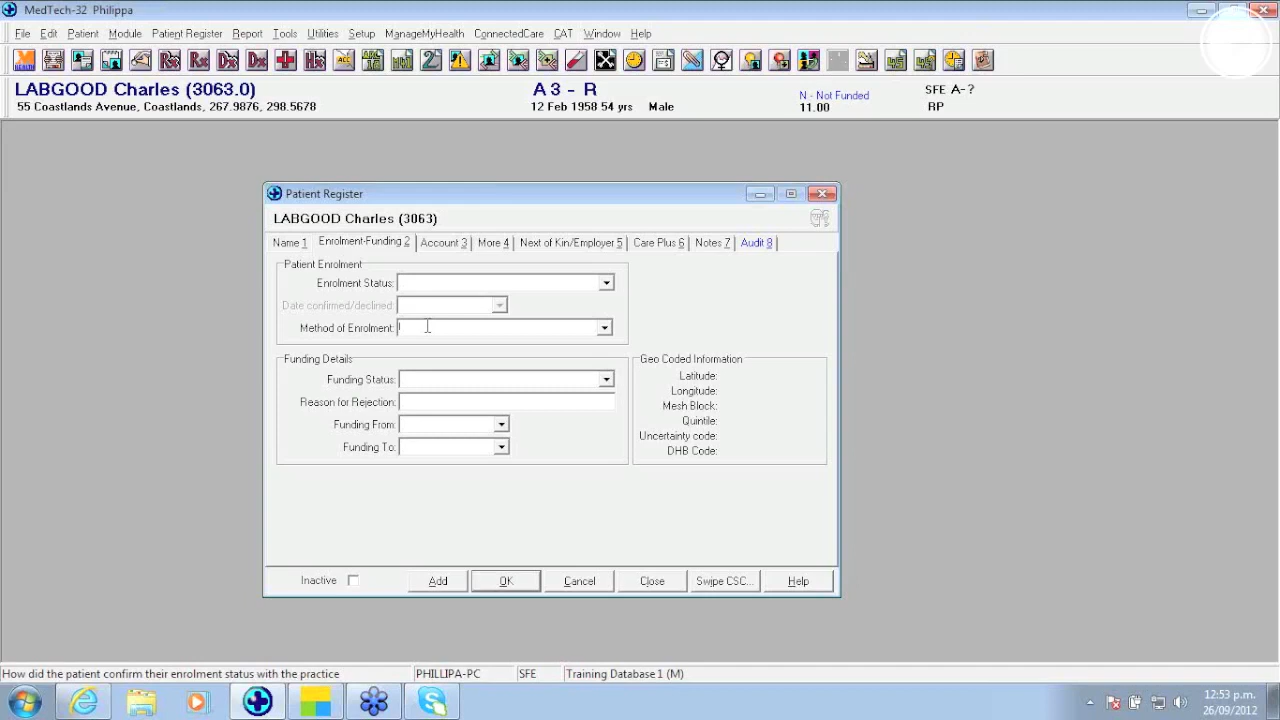 MedTech-32 Philippa
File Edit Patient Module Patient Register Report Tools Utilities Setup ManageMyHealth ConnectedCare CAT Window Help
LABGOOD Charles (3063.0) A 3 - R N - Not Funded SFE A-?
55 Coastlands Avenue, Coastlands, 267.9876, 298.5678 12 Feb 1958 54 yrs Male 11.00 RP
Patient Register
LABGOOD Charles (3063)
Name 1 Enrolment-Funding 2 Account 3 More 4 Next of Kin/Employer 5 Care Plus 6 Notes 7 Audit 8
Patient Enrolment
Enrolment Status:
Date confirmed/declined:
Method of Enrolment:
Funding Details
Funding Status:
Reason for Rejection:
Funding From:
Funding To:
Geo Coded Information
Latitude:
Longitude:
Mesh Block:
Quintile:
Uncertainty code:
DHB Code:
Inactive Add OK Cancel Close Swipe CSC... Help
How did the patient confirm their enrolment status with the practice PHILLIPA-PC SFE Training Database1 (M)
12:53 p.m.
26/09/2012